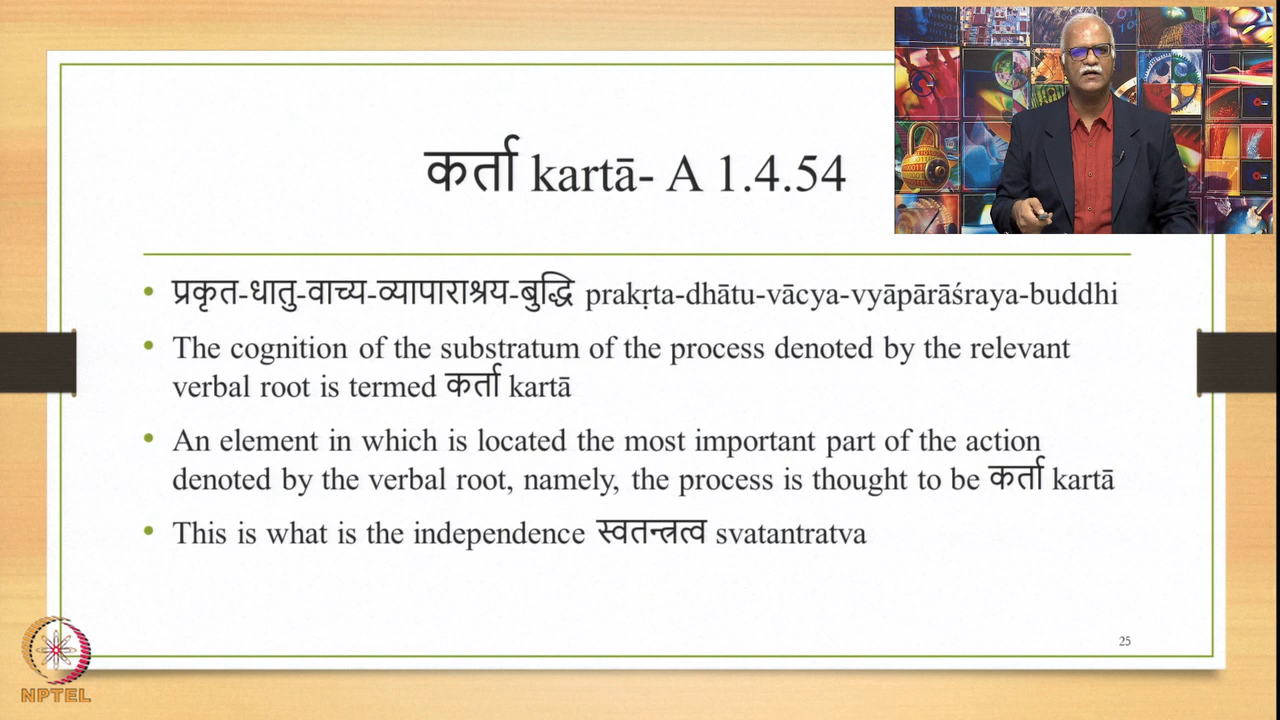 कर्ता kartā- A 1.4.54
• प्रकृत-धातु-वाच्य-व्यापाराश्रय-बुद्धि prakṛta-dhātu-vācya-vyāpārāśraya-buddhi
• The cognition of the substratum of the process denoted by the relevant
verbal root is termed कर्ता kartā
• An element in which is located the most important part of the action
denoted by the verbal root, namely, the process is thought to be कर्ता kartā
• This is what is the independence स्वतन्त्रत्व svatantratva
25
NPTEL